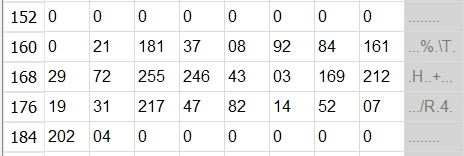 152 0 0 0 0 0 0 0 0 ........
160 0 21 181 37 08 92 84 161 ...%.\T.
168 29 72 255 246 43 03 169 212 .H..+...
176 19 31 217 47 82 14 52 07 .../R.4.
184 202 04 0 0 0 0 0 0 ........